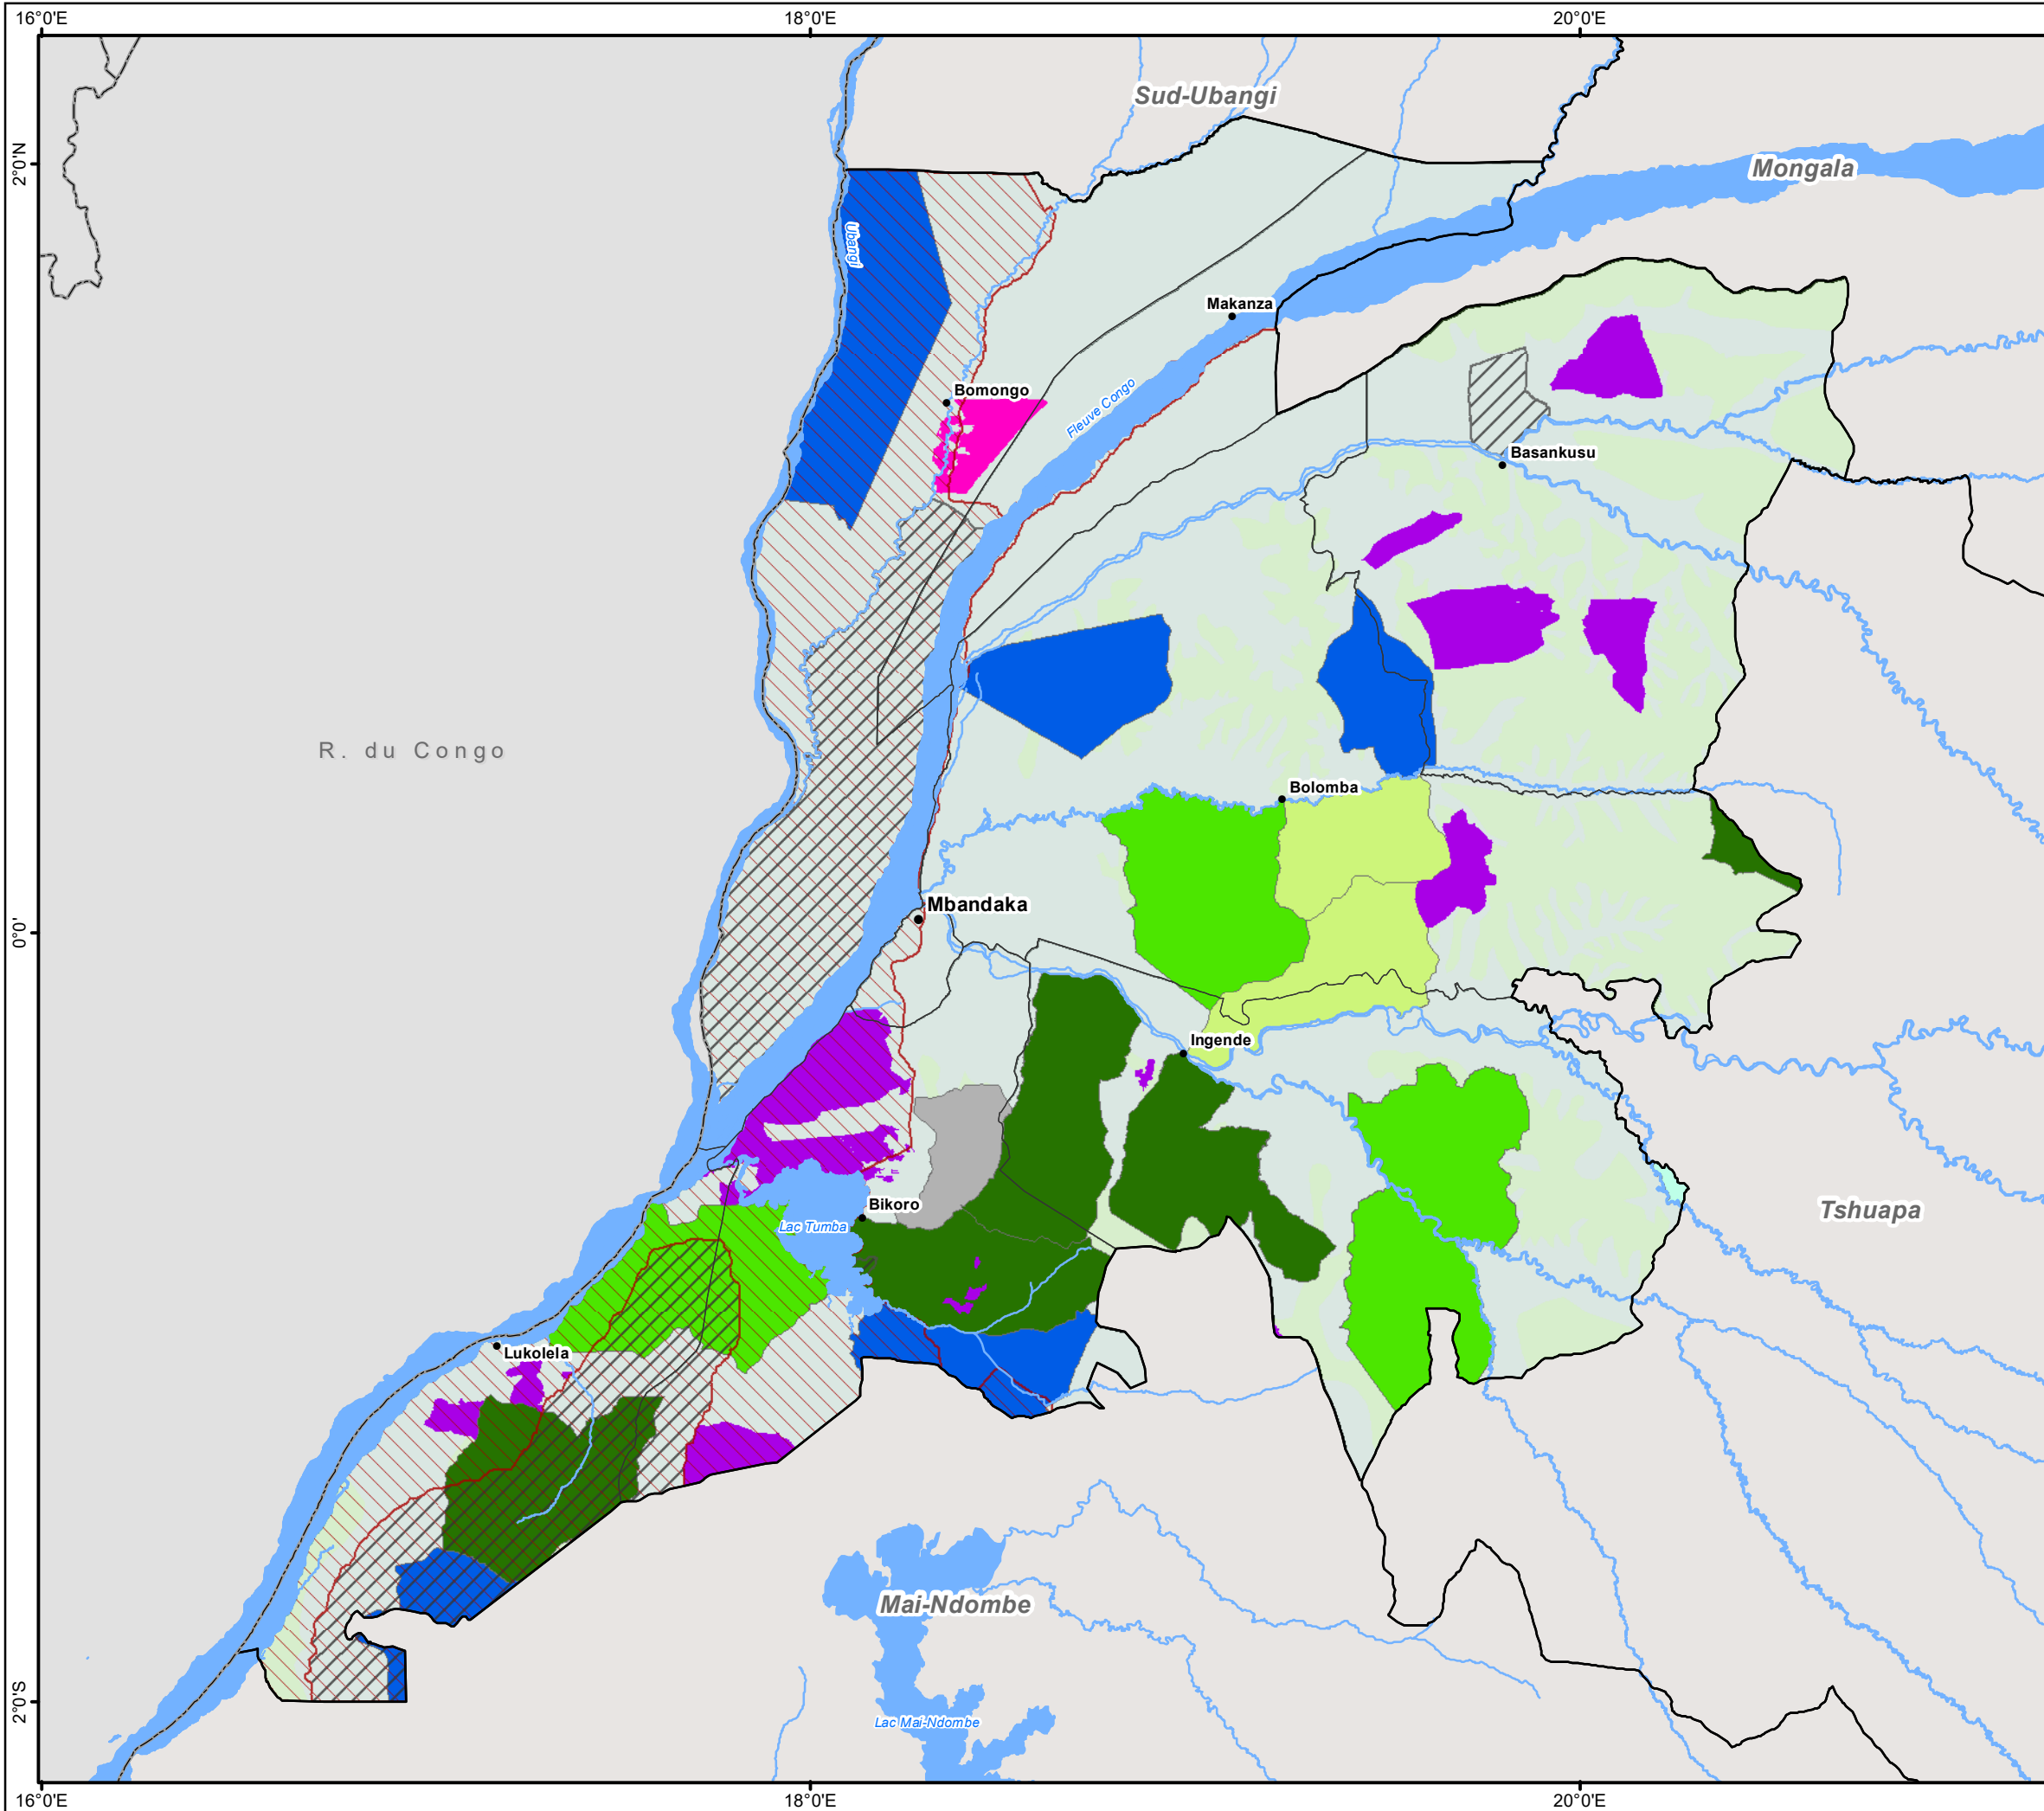 16°0'E
18°0'E
20°0'E
Sud-Ubangi
2°0'N
Mongala
Ubangi
Makanza
Bomongo
Fleuve Congo
Basankusu
R. du Congo
Bolomba
Mbandaka
0°0'
Ingende
Bikoro
Tshuapa
Lac Tumba
Lukolela
Mai-Ndombe
2°0'S
Lac Mai-Ndombe
16°0'E
18°0'E
20°0'E